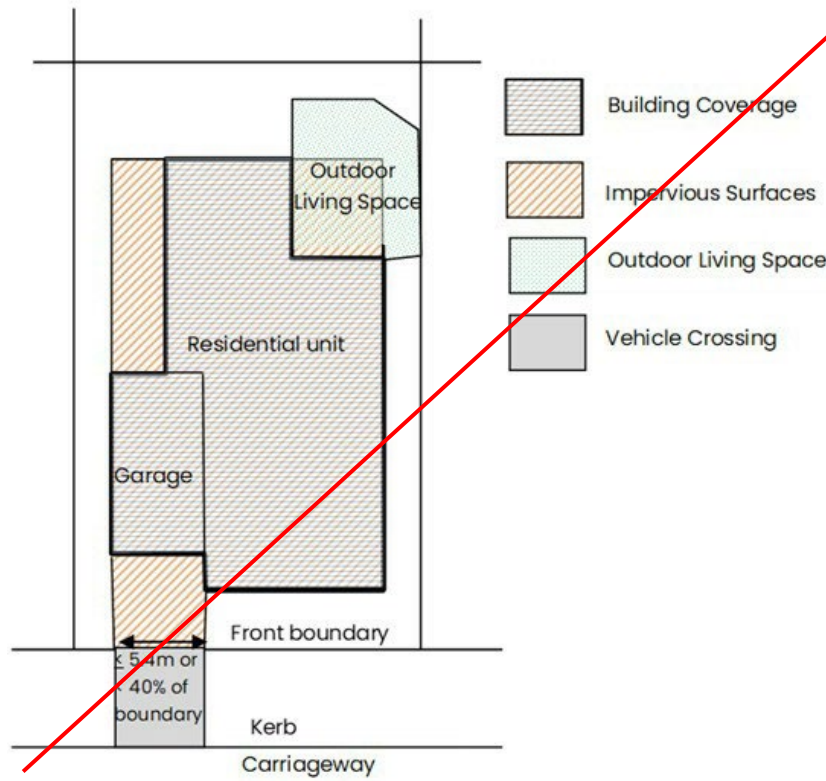 Building Coverage
Outdoor
Living Space
Impervious Surfaces
Outdoor Living Space
Vehicle Crossing
Residential unit
Garage
Front boundary
≤ 5.4m or
< 40% of
boundary
Kerb
Carriageway